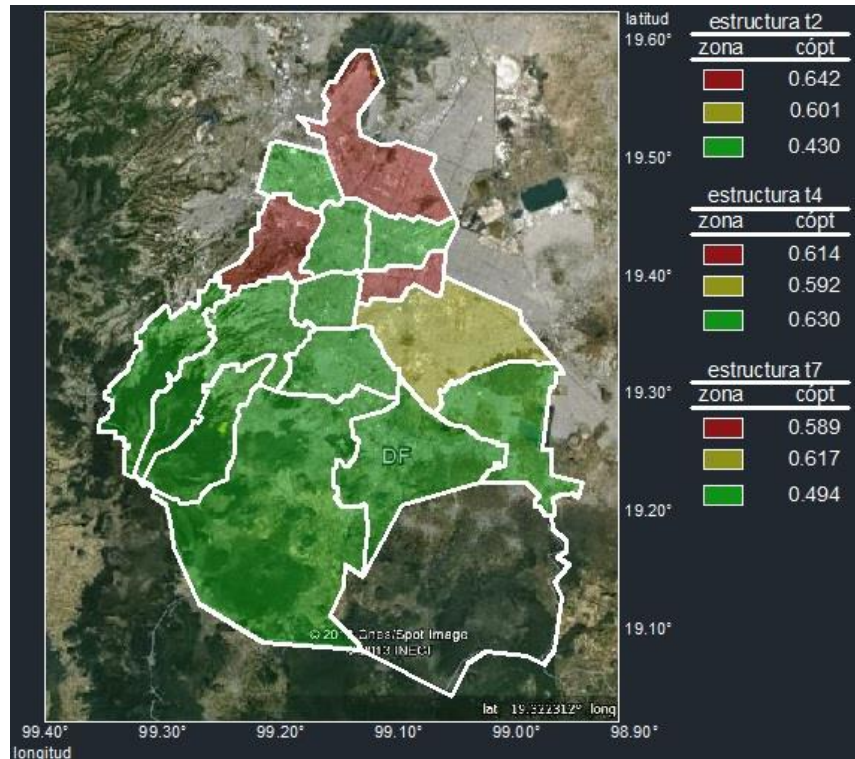 latitud
19.60°
19.50°
19.40°
19.30°
19.20°
19.10°
estructura t2
zona cópt
0.642
0.601
0.430
estructura t4
zona cópt
0.614
0.592
0.630
estructura t7
zona cópt
0.589
0.617
0.494
DF
Image
INEGI
lat 19.322312° long
99.40° 99.30° 99.20° 99.10° 99.00° 98.90°
longitud